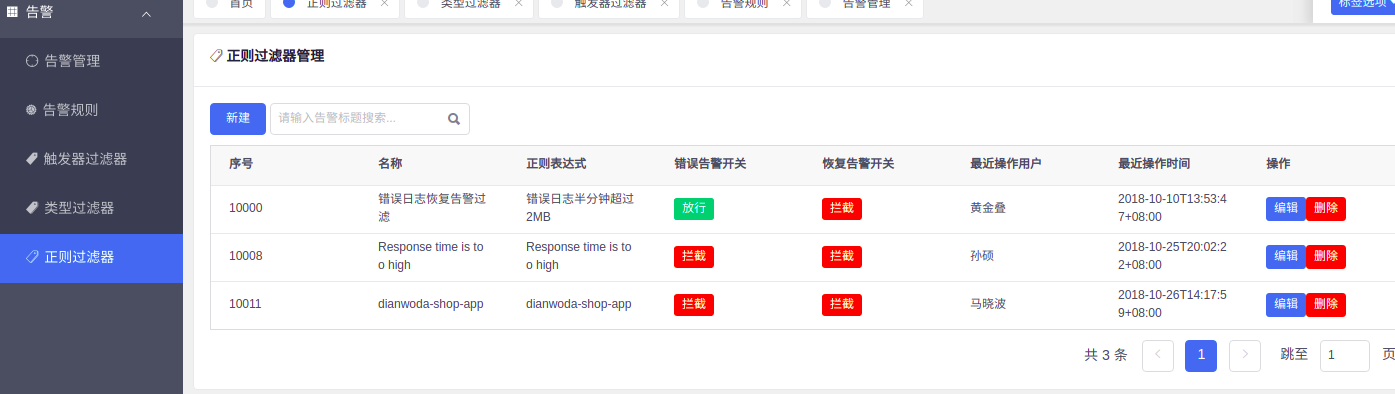 告警
首页 正则过滤器 类型过滤器 触发器过滤器 告警规则 告警管理 标签选项
告警管理
告警规则
触发器过滤器
类型过滤器
正则过滤器
正则过滤器管理
新建 请输入告警标题搜索...
序号 名称 正则表达式 错误告警开关 恢复告警开关 最近操作用户 最近操作时间 操作
10000 错误日志恢复告警过 错误日志半分钟超过 放行 拦截 黄金叠 2018-10-10T13:53:4 编辑 删除
滤 2MB 7+08:00
10008 Response time is to Response time is to 拦截 拦截 孙硕 2018-10-25T20:02:2 编辑 删除
o high o high 2+08:00
10011 dianwoda-shop-app dianwoda-shop-app 拦截 拦截 马晓波 2018-10-26T14:17:5 编辑 删除
9+08:00
共 3 条 1 跳至 1 页